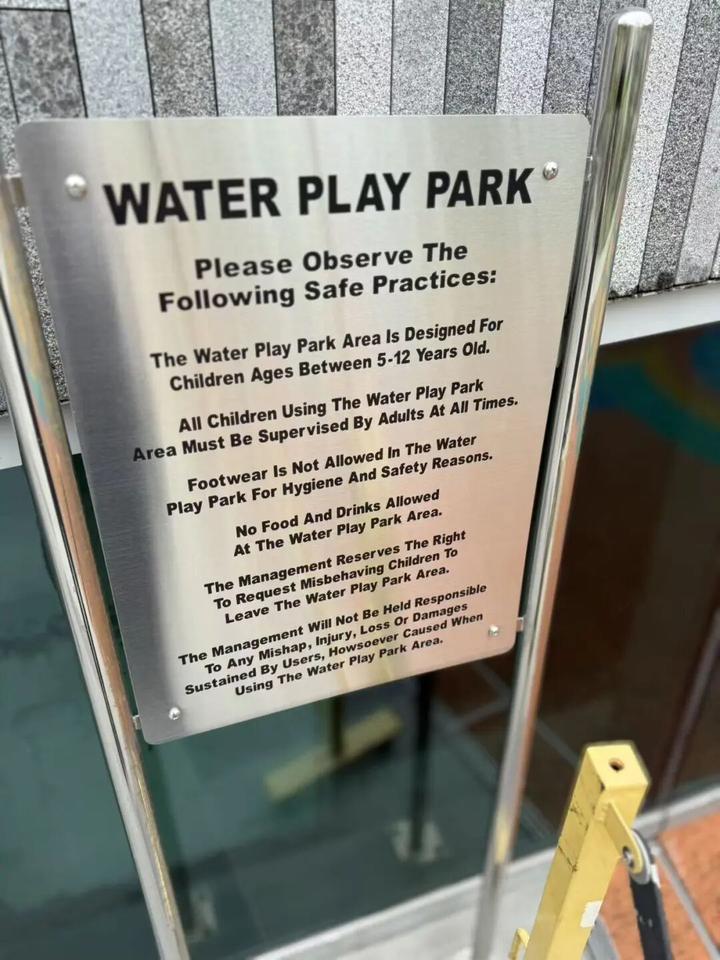 WATER PLAY PARK
Please Observe The
Following Safe Practices:
The Water Play Park Area Is Designed For
Children Ages Between 5-12 Years Old.
All Children Using The Water Play Park
Area Must Be Supervised By Adults At All Times.
Footwear Is Not Allowed In The Water
Play Park For Hygiene And Safety Reasons.
No Food And Drinks Allowed
At The Water Play Park Area.
The Management Reserves The Right
To Request Misbehaving Children To
Leave The Water Play Park Area.
The Management Will Not Be Held Responsible
To Any Mishap, Injury, Loss Or Damages
Sustained By Users, Howsoever Caused When
Using The Water Play Park Area.